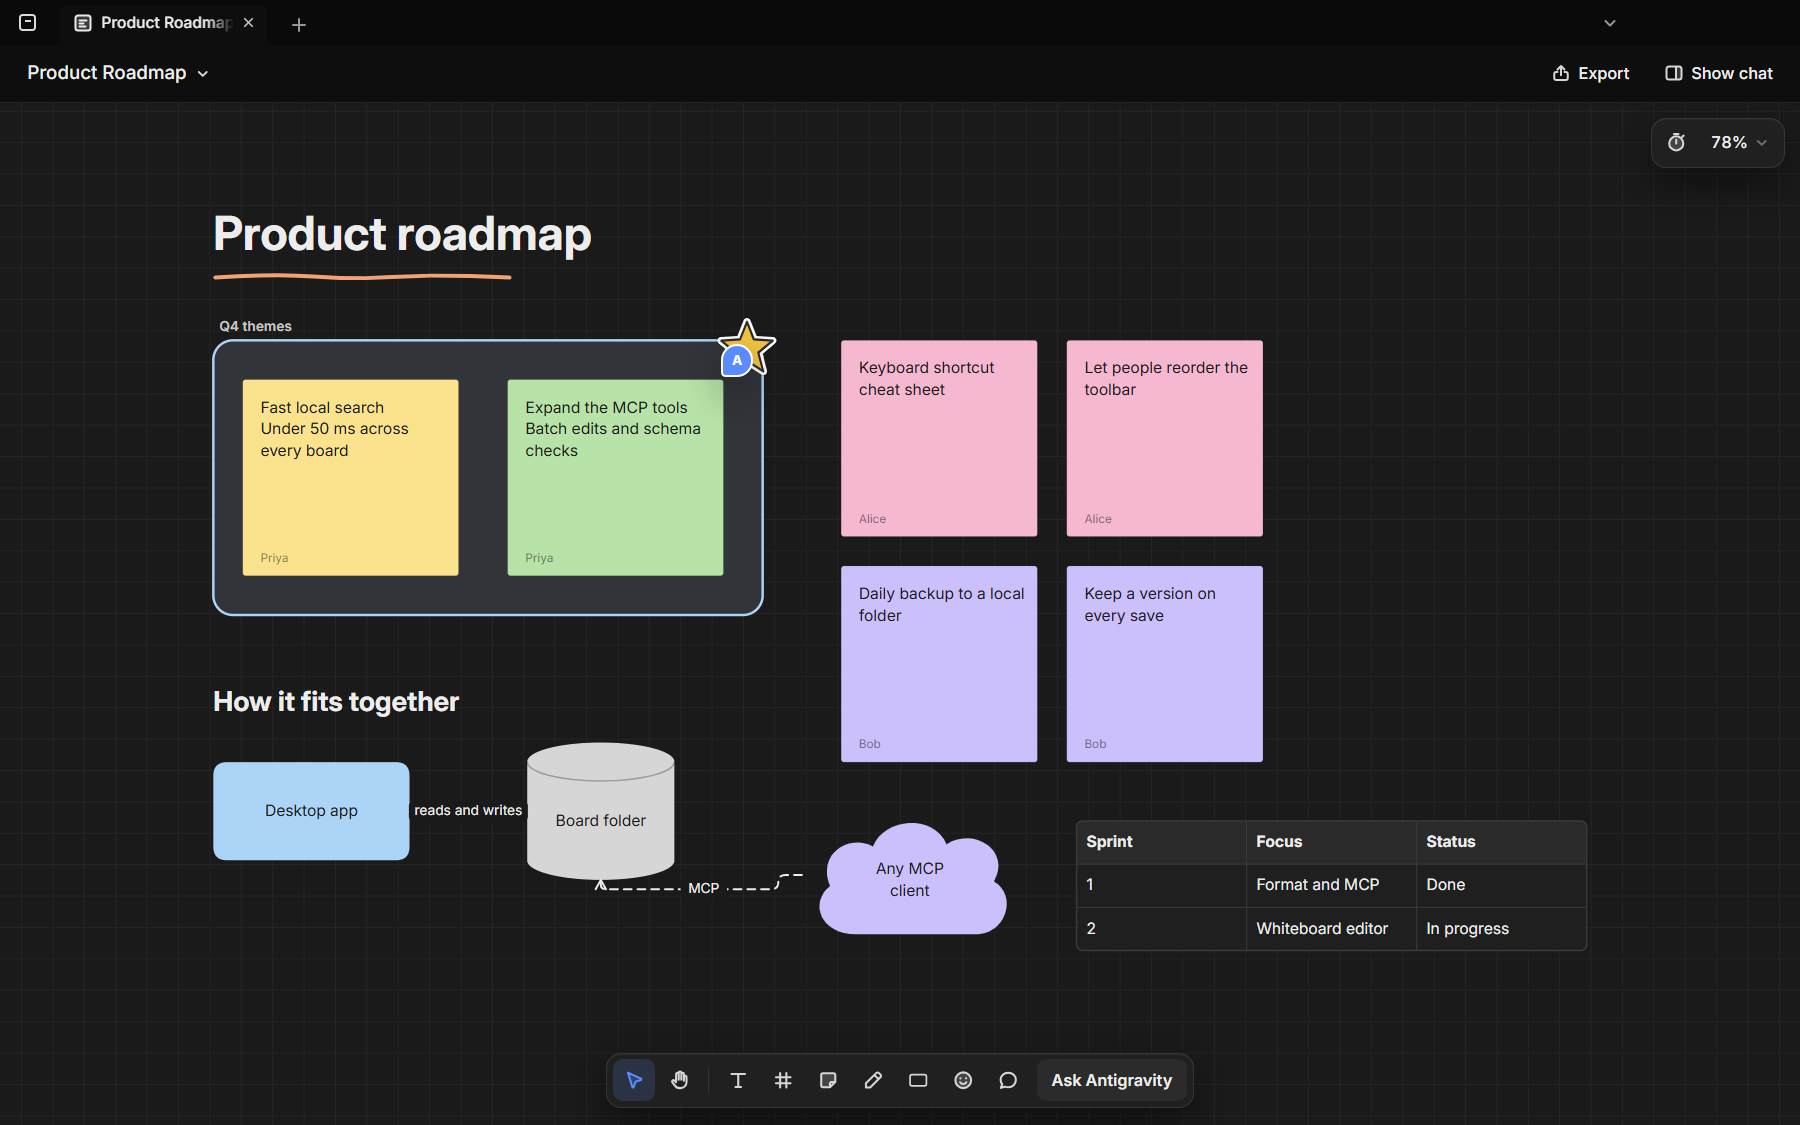 Product Roadmap
Product Roadmap
Export
Show chat
78%
Product roadmap
Q4 themes
A
Fast local search
Under 50 ms across
every board
Priya
Expand the MCP tools
Batch edits and schema
checks
Priya
Keyboard shortcut
cheat sheet
Alice
Let people reorder the
toolbar
Alice
Daily backup to a local
folder
Bob
Keep a version on
every save
Bob
How it fits together
Desktop app
reads and writes
Board folder
MCP
Any MCP
client
Sprint Focus Status
1 Format and MCP Done
2 Whiteboard editor In progress
Ask Antigravity